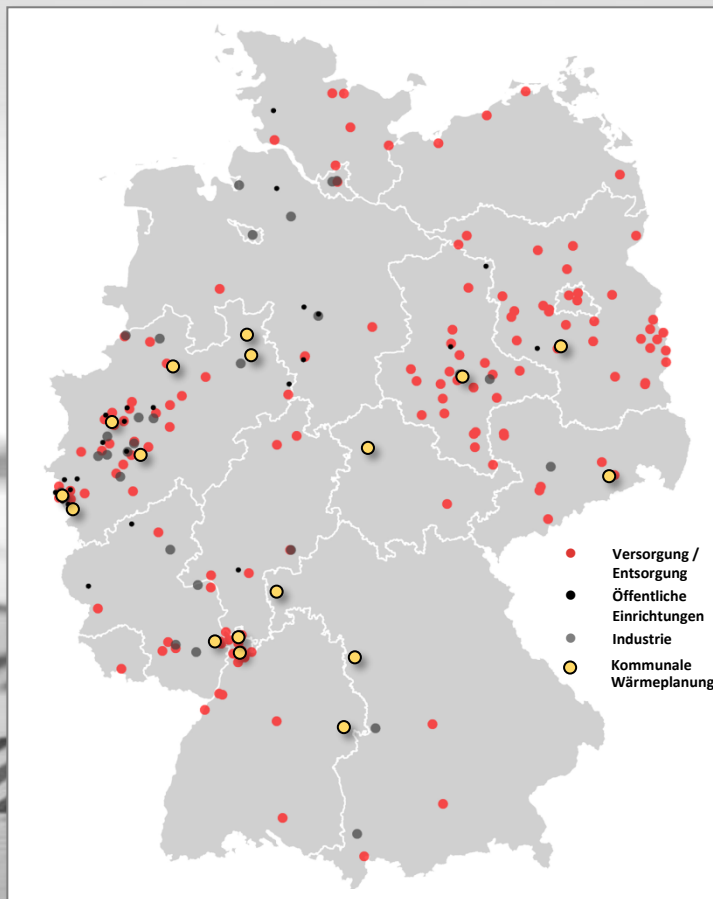 Versorgung /
Entsorgung
Öffentliche
Einrichtungen
Industrie
Kommunale
Wärmeplanung